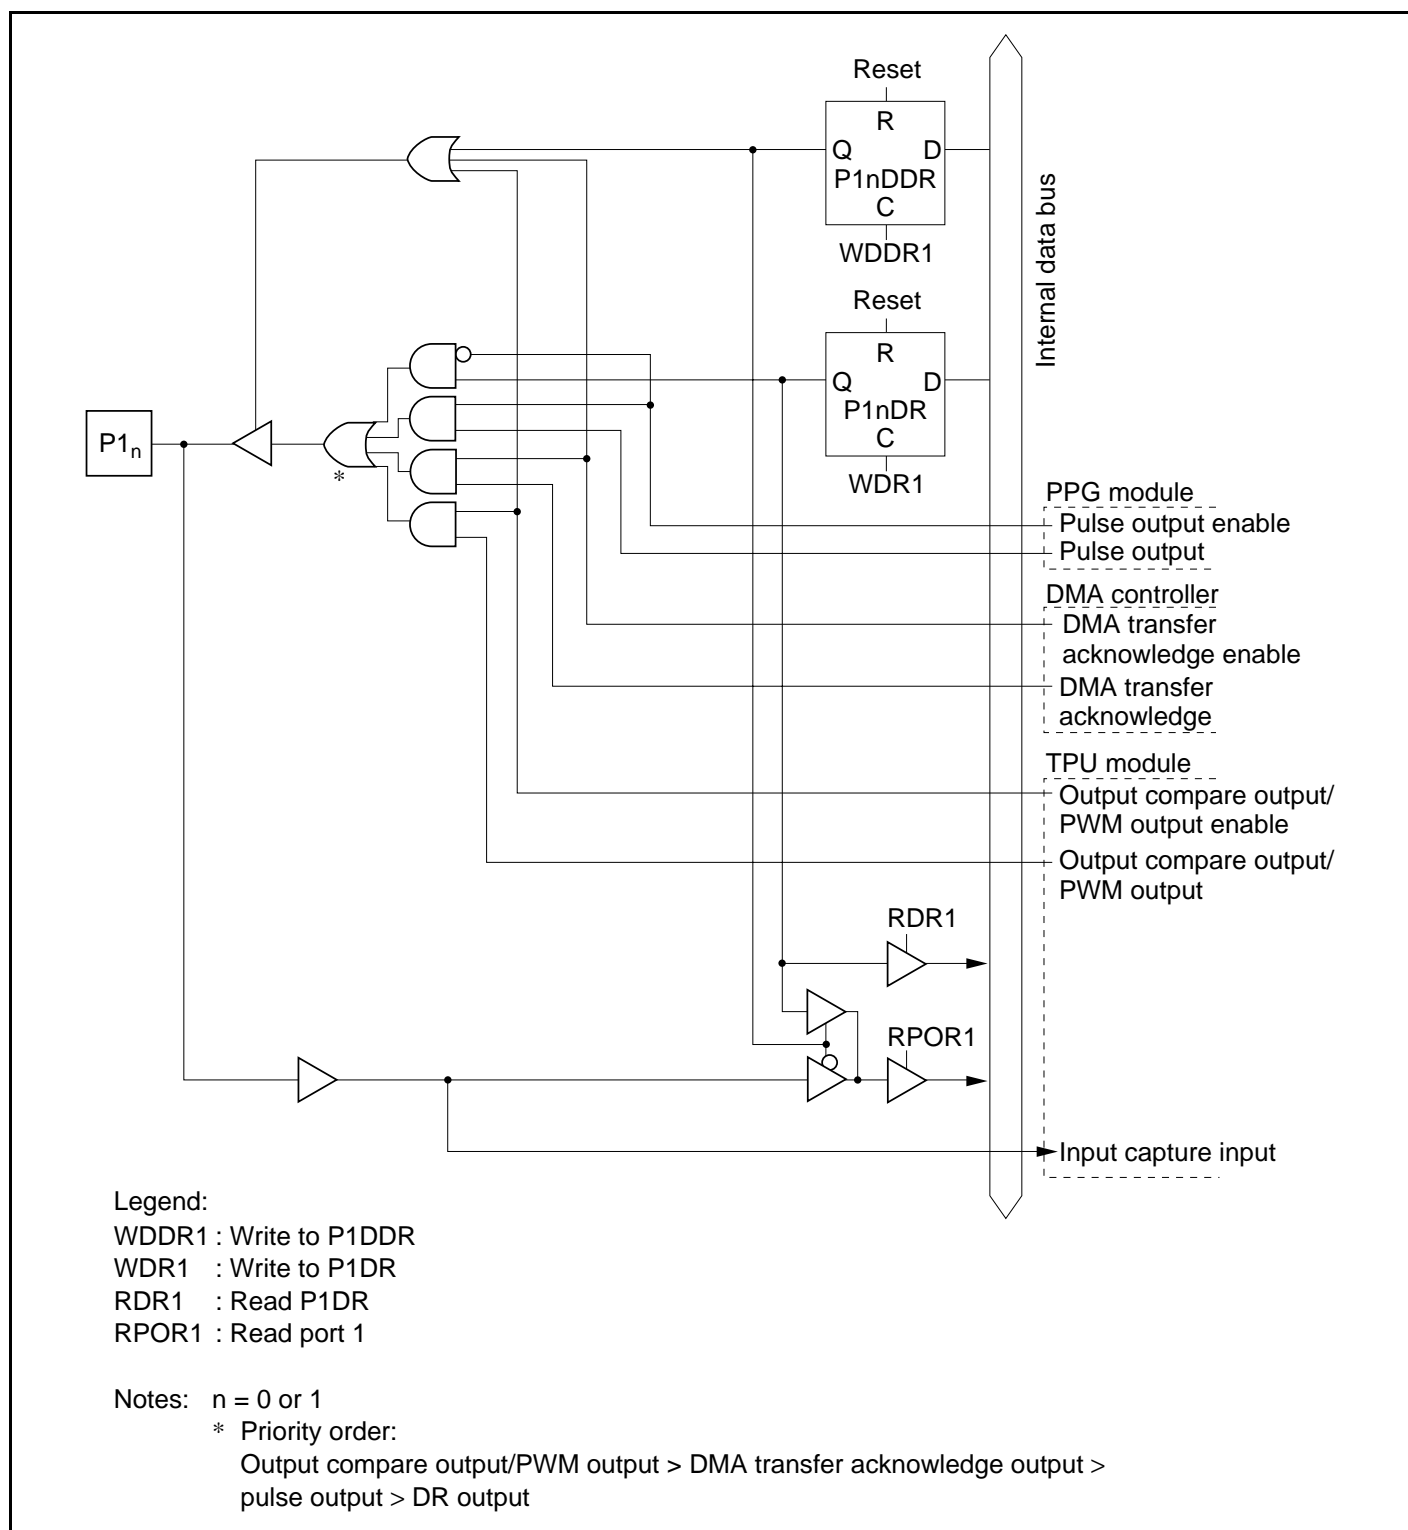 Reset
R
Q D
P1nDDR
C
WDDR1
Internal data bus
Reset
R
Q D
P1nDR
C
WDR1
P1n
*
PPG module
Pulse output enable
Pulse output
DMA controller
DMA transfer
acknowledge enable
DMA transfer
acknowledge
TPU module
Output compare output/
PWM output enable
Output compare output/
PWM output
RDR1
RPOR1
Input capture input
Legend:
WDDR1 : Write to P1DDR
WDR1 : Write to P1DR
RDR1 : Read P1DR
RPOR1 : Read port 1
Notes: n = 0 or 1
* Priority order:
Output compare output/PWM output > DMA transfer acknowledge output >
pulse output > DR output